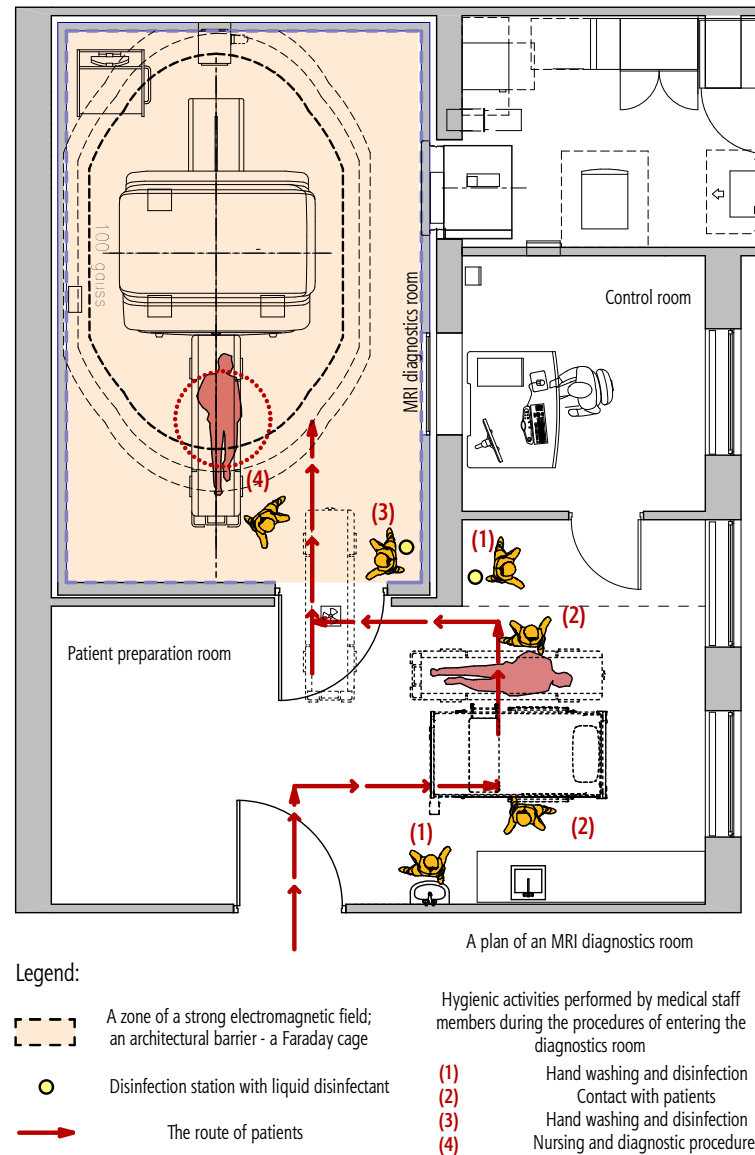 100 gauss
MRI diagnostics room
Control room
(4)
(3)
(1)
(2)
Patient preparation room
(1)
(2)
A plan of an MRI diagnostics room
Legend:
A zone of a strong electromagnetic field;
an architectural barrier - a Faraday cage
Disinfection station with liquid disinfectant
The route of patients
Hygienic activities performed by medical staff
members during the procedures of entering the
diagnostics room
(1) Hand washing and disinfection
(2) Contact with patients
(3) Hand washing and disinfection
(4) Nursing and diagnostic procedure